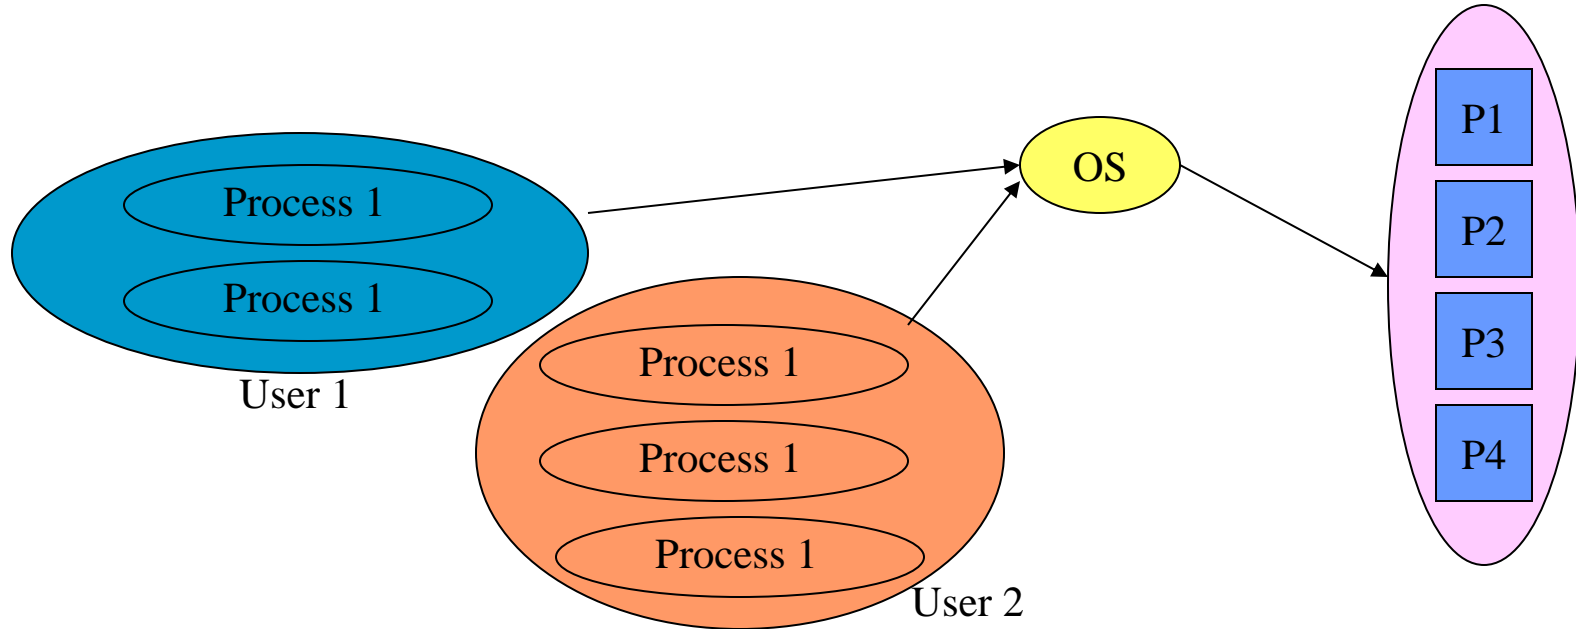 Process 1
Process 1
User 1
Process 1
Process 1
Process 1
User 2
OS
P1
P2
P3
P4